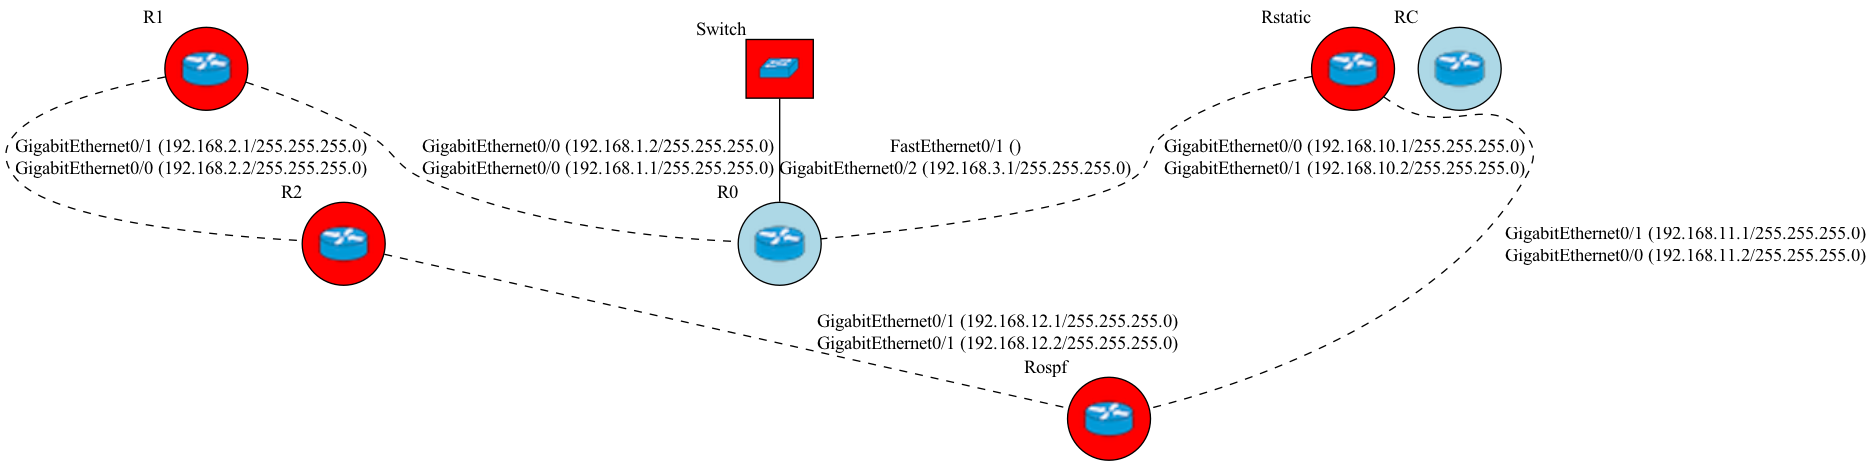 R1
Switch
Rstatic
RC
GigabitEthernet0/1 (192.168.2.1/255.255.255.0)
GigabitEthernet0/0 (192.168.2.2/255.255.255.0)
GigabitEthernet0/0 (192.168.1.2/255.255.255.0)
GigabitEthernet0/0 (192.168.1.1/255.255.255.0)
FastEthernet0/1 ()
GigabitEthernet0/2 (192.168.3.1/255.255.255.0)
GigabitEthernet0/0 (192.168.10.1/255.255.255.0)
GigabitEthernet0/1 (192.168.10.2/255.255.255.0)
R2
R0
GigabitEthernet0/1 (192.168.11.1/255.255.255.0)
GigabitEthernet0/0 (192.168.11.2/255.255.255.0)
GigabitEthernet0/1 (192.168.12.1/255.255.255.0)
GigabitEthernet0/1 (192.168.12.2/255.255.255.0)
Rospf